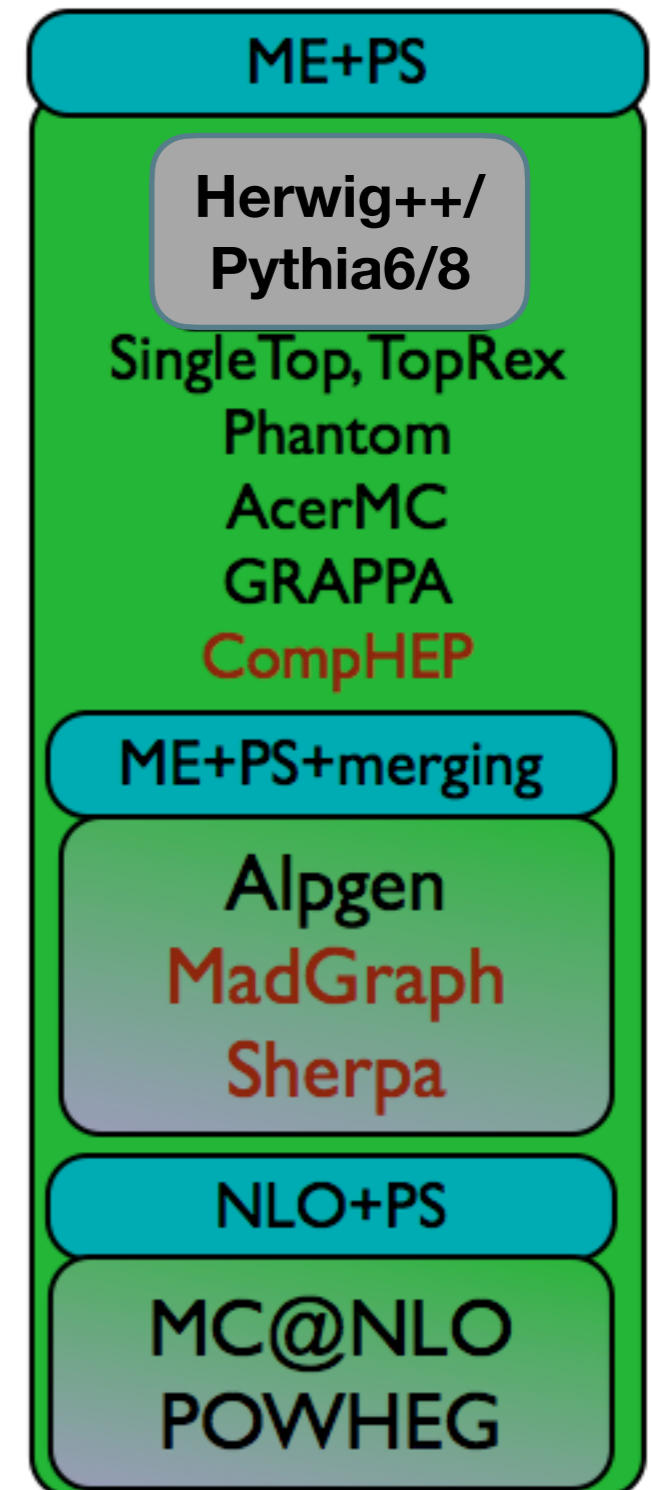 ME+PS
Herwig++/
Pythia6/8
SingleTop, TopRex
Phantom
AcerMC
GRAPPA
CompHEP
ME+PS+merging
Alpgen
MadGraph
Sherpa
NLO+PS
MC@NLO
POWHEG